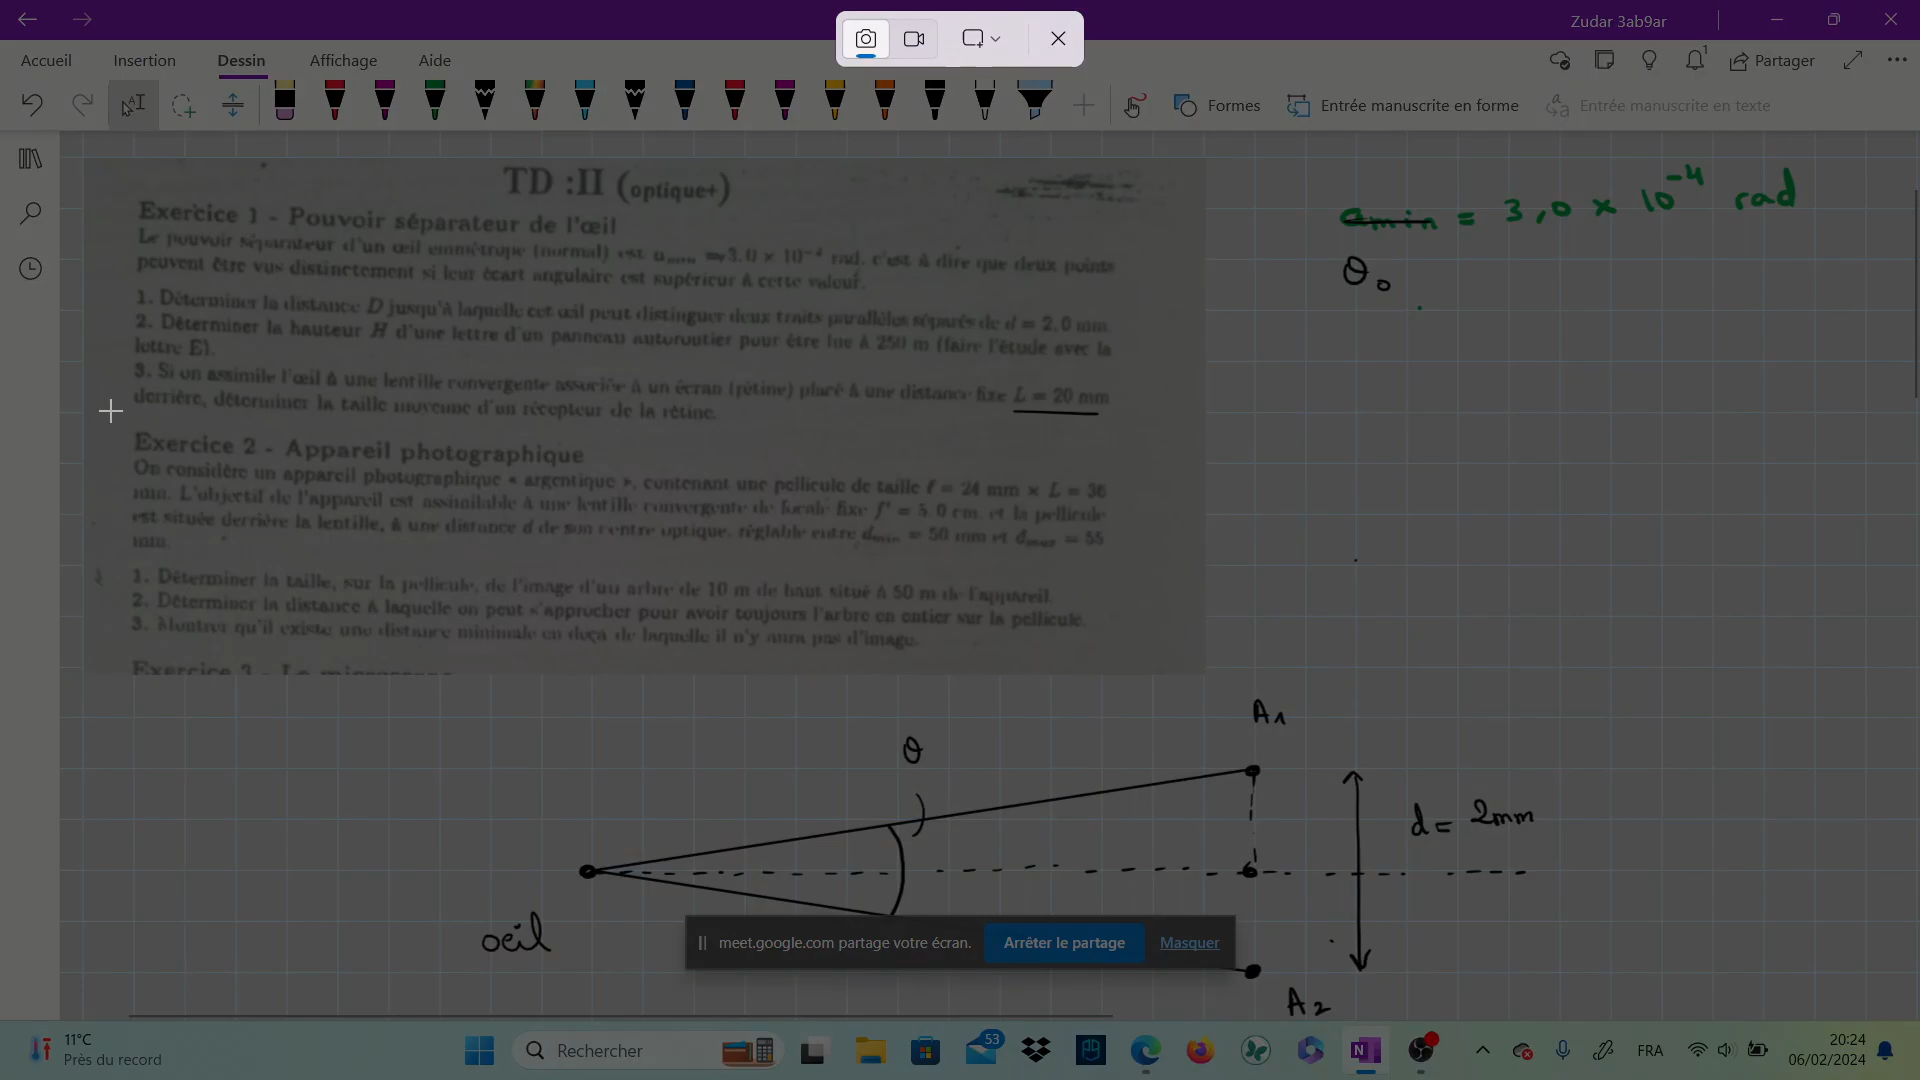 Zudar 3ab9ar
Accueil Insertion Dessin Affichage Aide
1
Partager
Formes
Entrée manuscrite en forme
Entrée manuscrite en texte
TD :II (optique+)
Exercice 1 - Pouvoir séparateur de l'œil
Le pouvoir séparateur d'un œil emmétrope (normal) est = 3,0 × 10⁻⁴ rad, c'est à dire que deux points
peuvent être vus distinctement si leur écart angulaire est supérieur à cette valeur.
1. Déterminer la distance D jusqu'à laquelle cet œil peut distinguer deux traits parallèles séparés de d = 2,0 mm.
2. Déterminer la hauteur H d'une lettre d'un panneau autoroutier pour être lue à 250 m (faire l'étude avec la
lettre E).
3. Si on assimile l'œil à une lentille convergente associée à un écran (rétine) placé à une distance fixe L = 20 mm
derrière, déterminer la taille moyenne d'un récepteur de la rétine.
Exercice 2 - Appareil photographique
On considère un appareil photographique « argentique », contenant une pellicule de taille ℓ = 24 mm × L = 36
mm. L'objectif de l'appareil est assimilable à une lentille convergente de focale fixe f' = 5,0 cm, et la pellicule
est située derrière la lentille, à une distance d de son centre optique, réglable entre dmin = 50 mm et dmax = 55
mm.
1. Déterminer la taille, sur la pellicule, de l'image d'un arbre de 10 m de haut situé à 50 m de l'appareil.
2. Déterminer la distance à laquelle on peut s'approcher pour avoir toujours l'arbre en entier sur la pellicule.
3. Montrer qu'il existe une distance minimale en deçà de laquelle il n'y aura pas d'image.
amin = 3,0 × 10⁻⁴ rad
θ₀
A1
θ
d = 2mm
oeil
A2
meet.google.com partage votre écran.
Arrêter le partage
Masquer
11°C
Près du record
Rechercher
53
FRA
20:24
06/02/2024